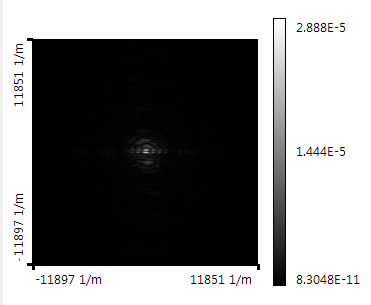 2.888E-5
11851 1/m
1.444E-5
-11897 1/m
8.3048E-11
-11897 1/m 11851 1/m